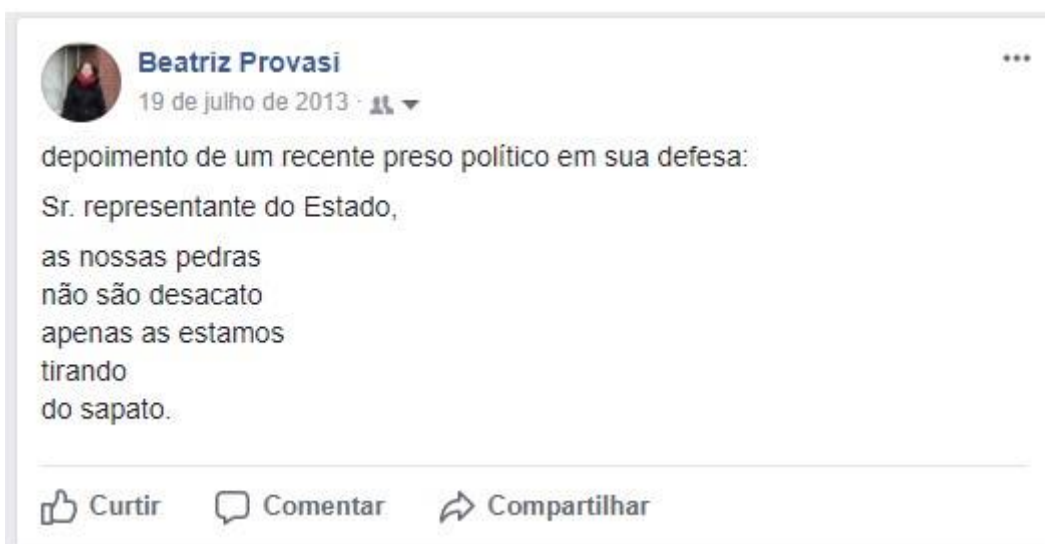 Beatriz Provasi
19 de julho de 2013 ·
depoimento de um recente preso político em sua defesa:
Sr. representante do Estado,
as nossas pedras
não são desacato
apenas as estamos
tirando
do sapato.
Curtir Comentar Compartilhar